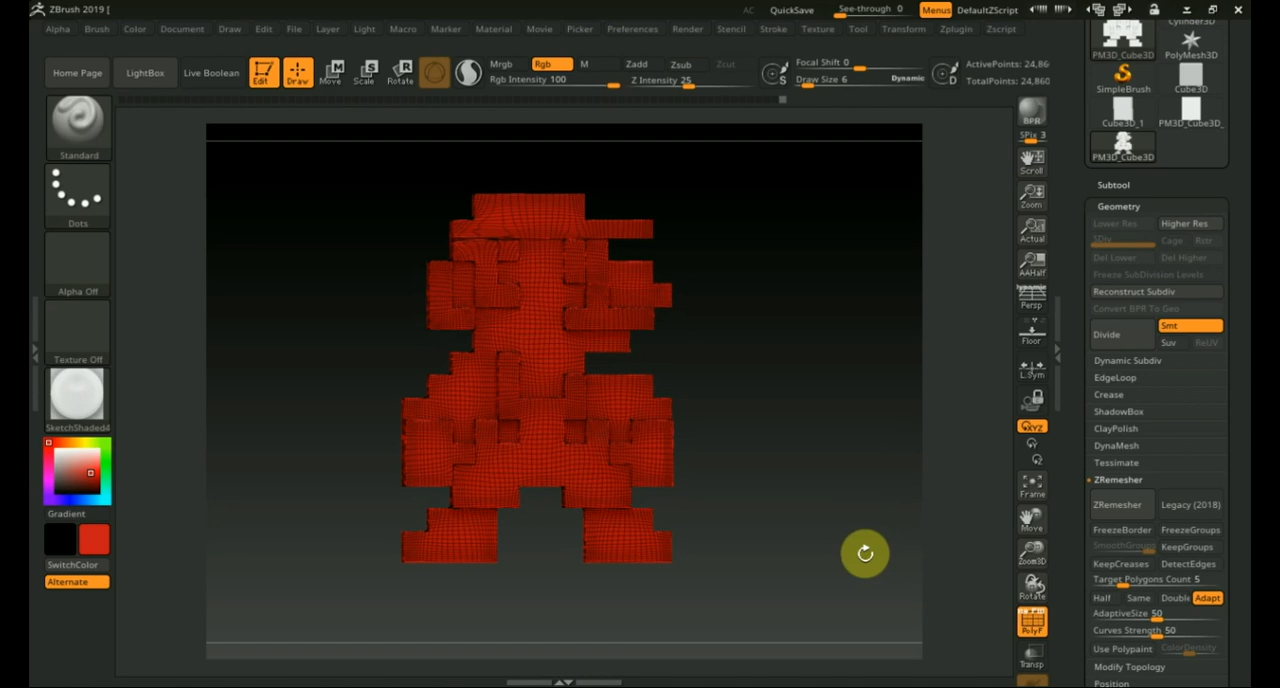 ZBrush 2019 [
AC QuickSave See-through 0 Menus DefaultZScript
Alpha Brush Color Document Draw Edit File Layer Light Macro Marker Material Movie Picker Preferences Render Stencil Stroke Texture Tool Transform Zplugin Zscript
Home Page LightBox Live Boolean Edit Draw Move Scale Rotate
Mrgb Rgb M Zadd Zsub Zcut
Rgb Intensity 100 Z Intensity 25
Focal Shift 0
Draw Size 6 Dynamic
ActivePoints: 24,86
TotalPoints: 24,860
Standard
Dots
Alpha Off
Texture Off
SketchShaded4
Gradient
SwitchColor
Alternate
BPR
SPix 3
Scroll
Zoom
Actual
AAHalf
Dynamic
Persp
Floor
L.Sym
XYZ
Frame
Move
Zoom3D
Rotate
PolyF
Transp
Cylinder3D
PM3D_Cube3D PolyMesh3D
SimpleBrush Cube3D
Cube3D_1 PM3D_Cube3D_
PM3D_Cube3D
Subtool
Geometry
Lower Res Higher Res
SDiv Cage Rstr
Del Lower Del Higher
Freeze SubDivision Levels
Reconstruct Subdiv
Convert BPR To Geo
Divide Smt
Suv ReUV
Dynamic Subdiv
EdgeLoop
Crease
ShadowBox
ClayPolish
DynaMesh
Tessimate
ZRemesher
ZRemesher Legacy (2018)
FreezeBorder FreezeGroups
SmoothGroups KeepGroups
KeepCreases DetectEdges
Target Polygons Count 5
Half Same Double Adapt
AdaptiveSize 50
Curves Strength 50
Use Polypaint ColorDensity
Modify Topology
Position